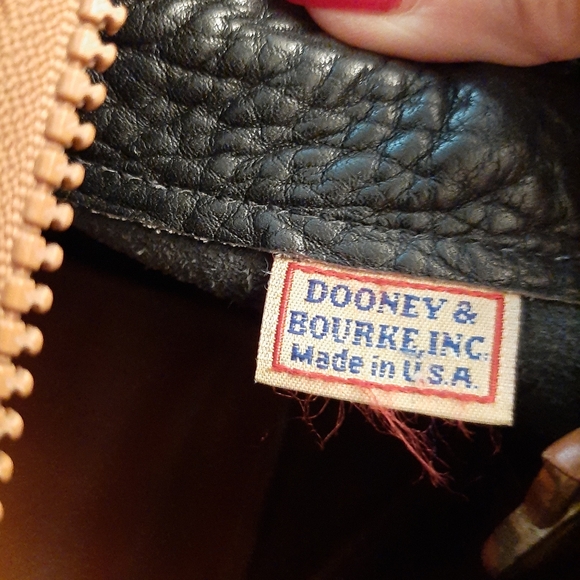 DOONEY &
BOURKE, INC.
Made in U.S.A.